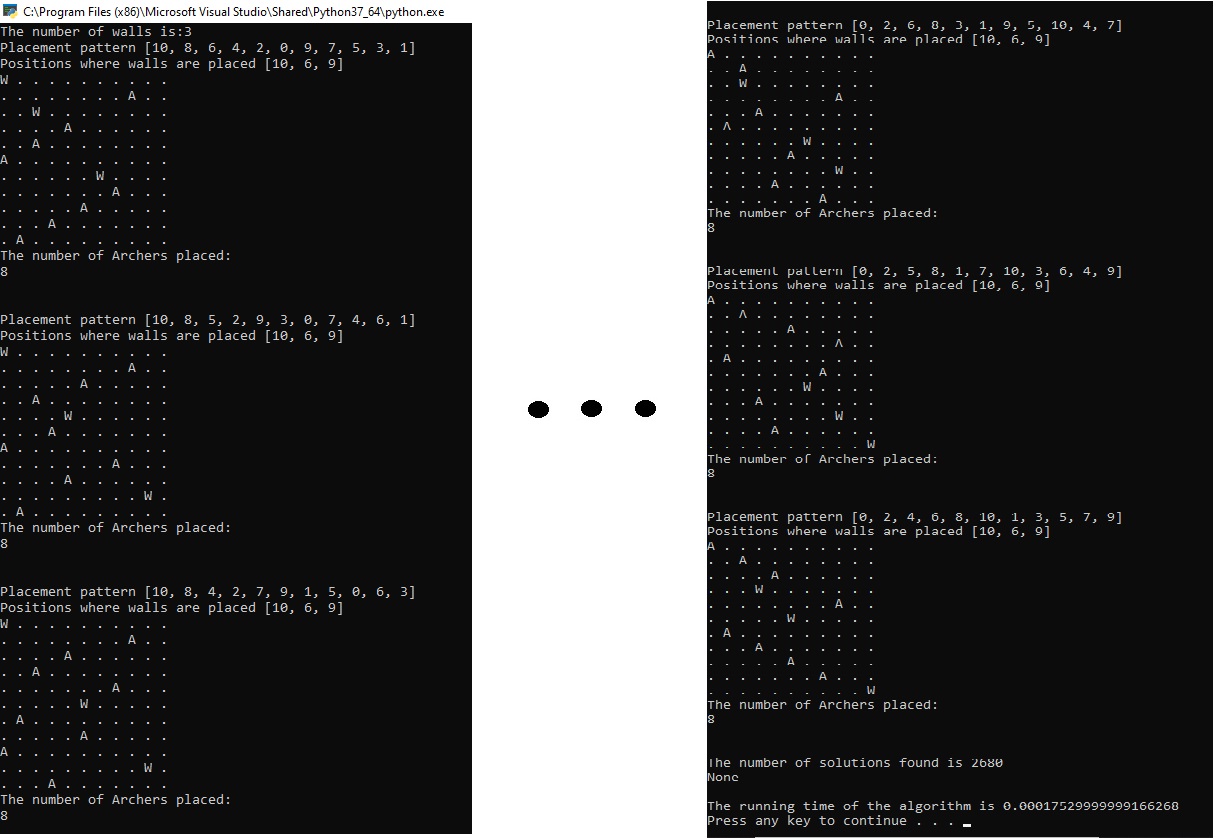 C:\Program Files (x86)\Microsoft Visual Studio\Shared\Python37_64\python.exe
The number of walls is:3
Placement pattern [10, 8, 6, 4, 2, 0, 9, 7, 5, 3, 1]
Positions where walls are placed [10, 6, 9]
W . . . . . . . . . .
. . . . . . . . A . .
. . W . . . . . . . .
. . . . A . . . . . .
. . A . . . . . . . .
A . . . . . . . . . .
. . . . . . W . . . .
. . . . . . . A . . .
. . . . . A . . . . .
. . . A . . . . . . .
. A . . . . . . . . .
The number of Archers placed:
8
Placement pattern [10, 8, 5, 2, 9, 3, 0, 7, 4, 6, 1]
Positions where walls are placed [10, 6, 9]
W . . . . . . . . . .
. . . . . . . . A . .
. . . . . A . . . . .
. . A . . . . . . . .
. . . . W . . . . . .
. . . A . . . . . . .
A . . . . . . . . . .
. . . . . . . A . . .
. . . . A . . . . . .
. . . . . . . . . W .
. A . . . . . . . . .
The number of Archers placed:
8
Placement pattern [10, 8, 4, 2, 7, 9, 1, 5, 0, 6, 3]
Positions where walls are placed [10, 6, 9]
W . . . . . . . . . .
. . . . . . . . A . .
. . . . A . . . . . .
. . A . . . . . . . .
. . . . . . . A . . .
. . . . . W . . . . .
. A . . . . . . . . .
. . . . . A . . . . .
A . . . . . . . . . .
. . . . . . . . . W .
. . . A . . . . . . .
The number of Archers placed:
8
Placement pattern [0, 2, 6, 8, 3, 1, 9, 5, 10, 4, 7]
Positions where walls are placed [10, 6, 9]
A . . . . . . . . . .
. . A . . . . . . . .
. . W . . . . . . . .
. . . . . . . . A . .
. . . A . . . . . . .
. A . . . . . . . . .
. . . . . . W . . . .
. . . . . A . . . . .
. . . . . . . . W . .
. . . . A . . . . . .
. . . . . . . A . . .
The number of Archers placed:
8
Placement pattern [0, 2, 5, 8, 1, 7, 10, 3, 6, 4, 9]
Positions where walls are placed [10, 6, 9]
A . . . . . . . . . .
. . A . . . . . . . .
. . . . . A . . . . .
. . . . . . . . A . .
. A . . . . . . . . .
. . . . . . . A . . .
. . . . . . W . . . .
. . . A . . . . . . .
. . . . . . . . W . .
. . . . A . . . . . .
. . . . . . . . . . W
The number of Archers placed:
8
Placement pattern [0, 2, 4, 6, 8, 10, 1, 3, 5, 7, 9]
Positions where walls are placed [10, 6, 9]
A . . . . . . . . . .
. . A . . . . . . . .
. . . . A . . . . . .
. . . W . . . . . . .
. . . . . . . . A . .
. . . . . W . . . . .
. A . . . . . . . . .
. . . A . . . . . . .
. . . . . A . . . . .
. . . . . . . A . . .
. . . . . . . . . . W
The number of Archers placed:
8
The number of solutions found is 2680
None
The running time of the algorithm is 0.00017529999999166268
Press any key to continue . . .